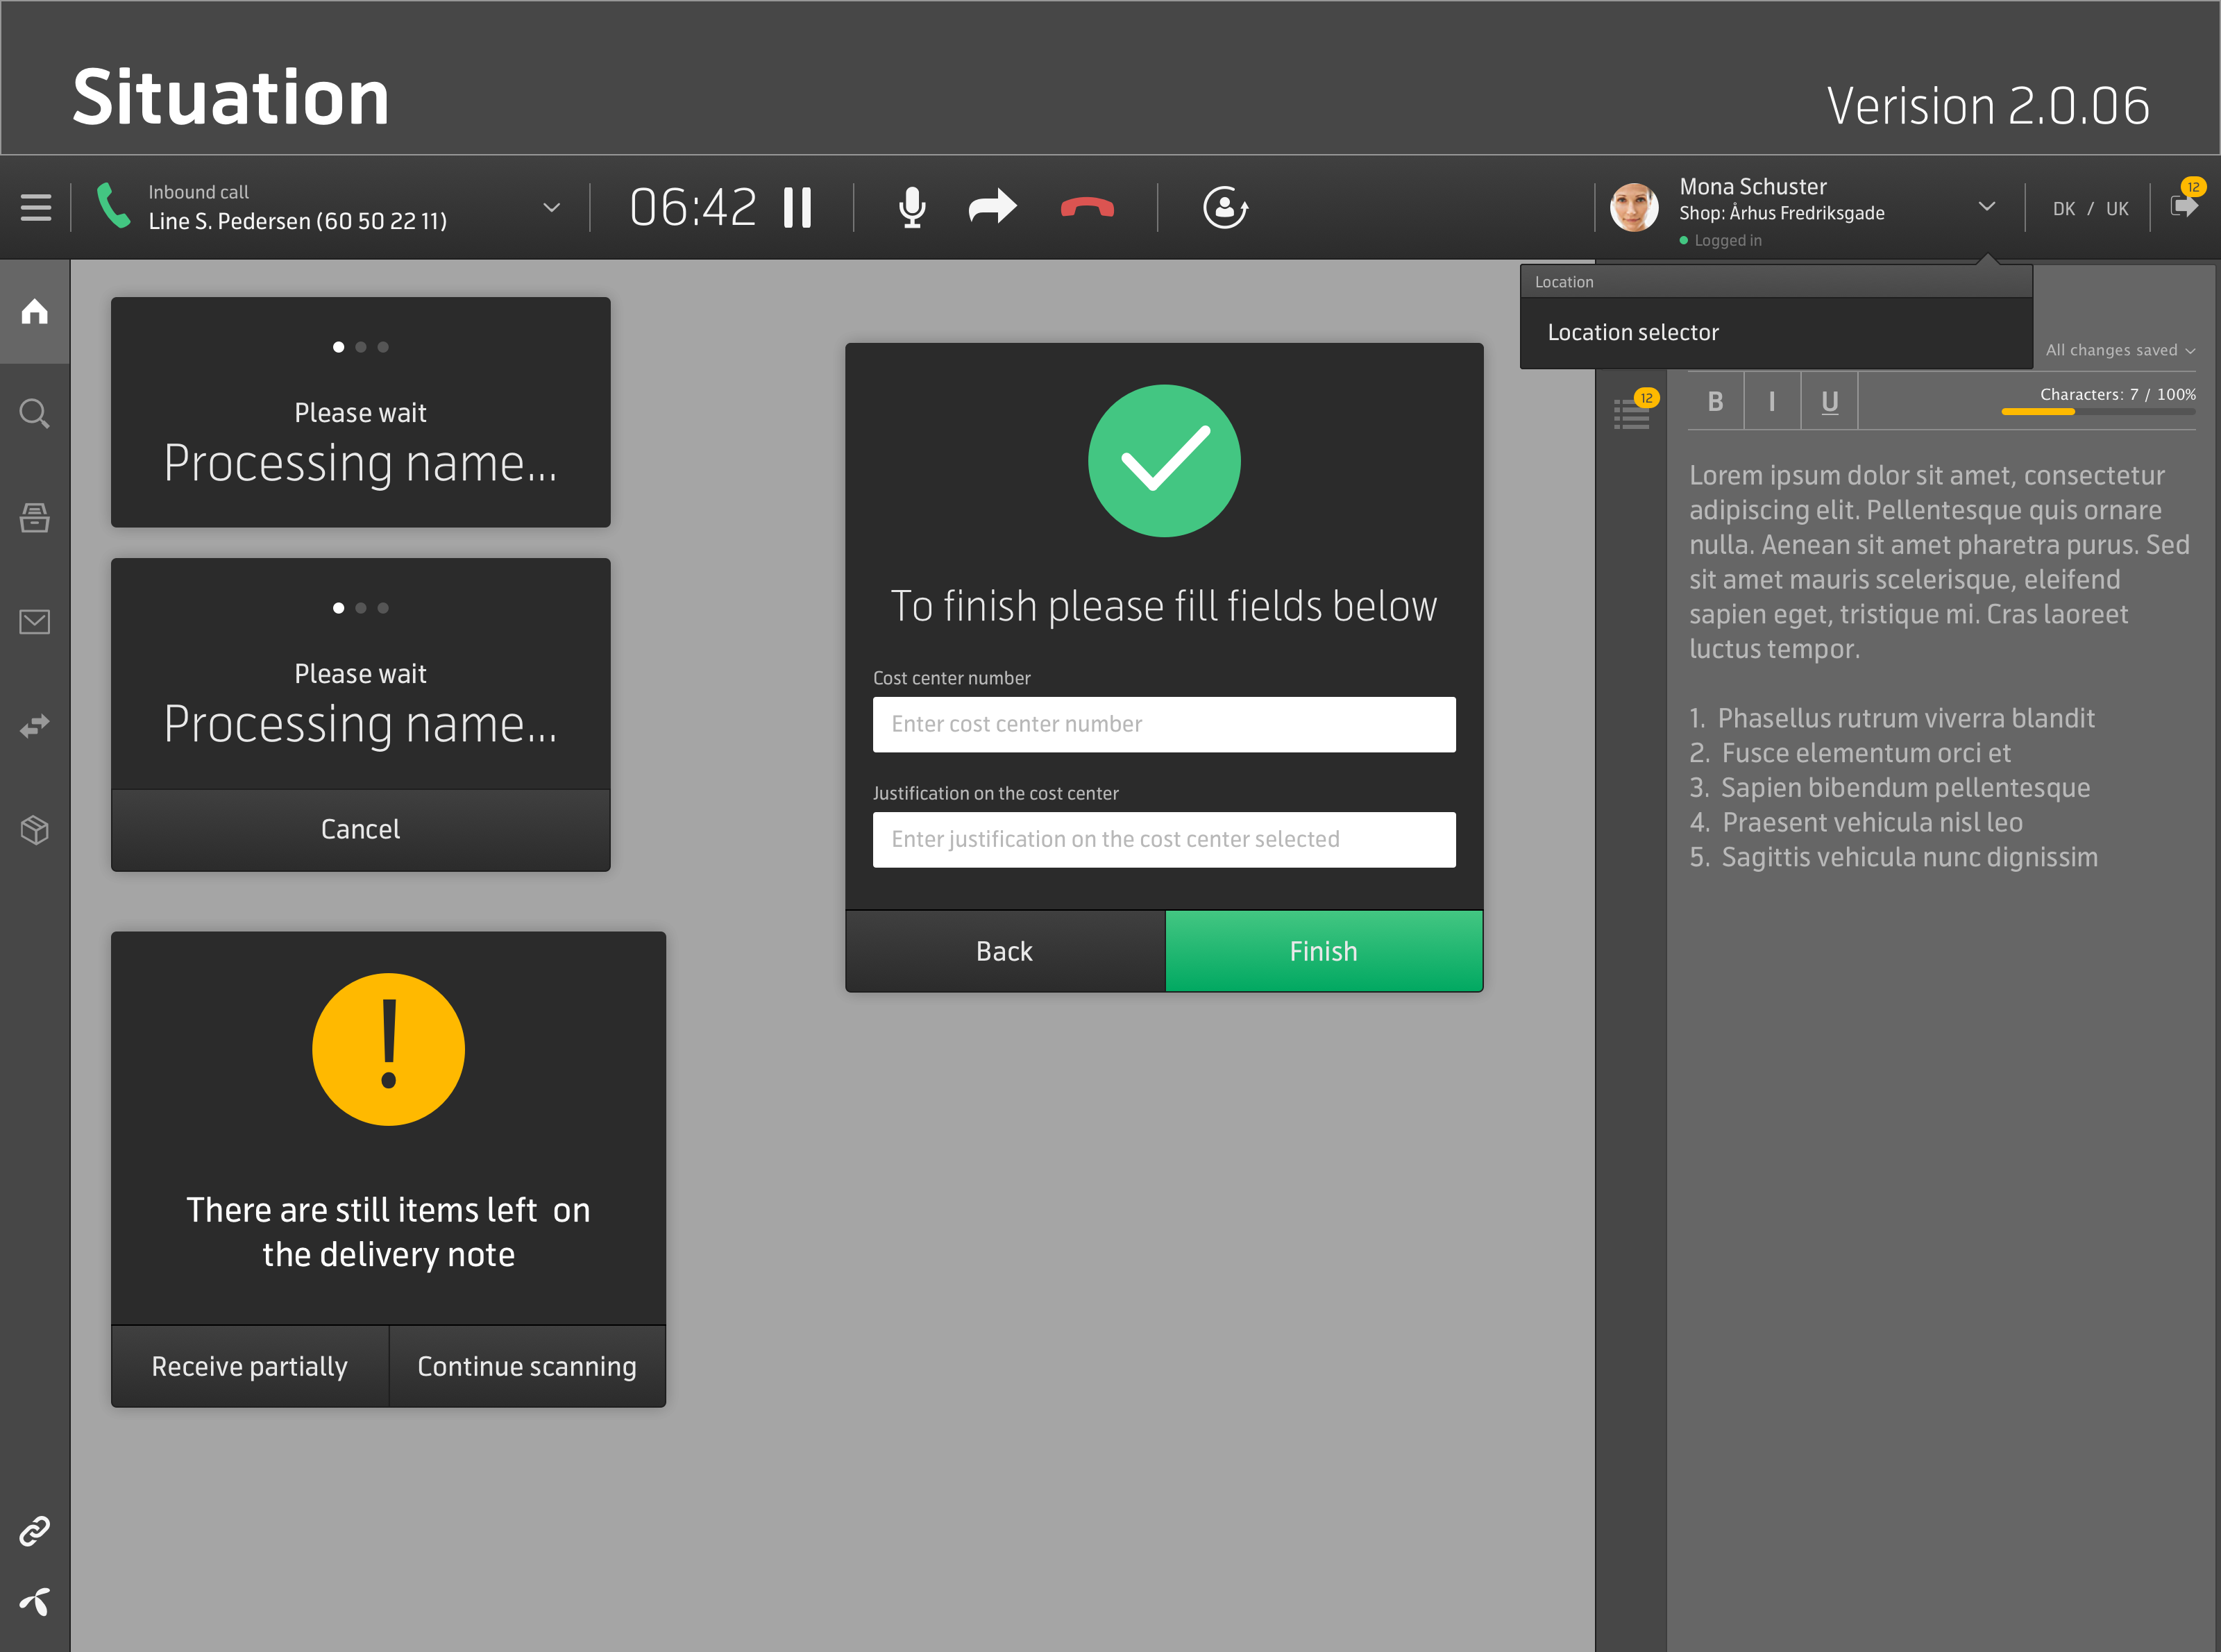 Situation
Verision 2.0.06
Inbound call
Line S. Pedersen (60 50 22 11)
06:42
Mona Schuster
Shop: Århus Fredriksgade
Logged in
DK / UK
12
Location
Location selector
All changes saved
12
B I U
Characters: 7 / 100%
Please wait
Processing name...
Please wait
Processing name...
Cancel
There are still items left  on
the delivery note
Receive partially
Continue scanning
To finish please fill fields below
Cost center number
Enter cost center number
Justification on the cost center
Enter justification on the cost center selected
Back
Finish
Lorem ipsum dolor sit amet, consectetur
adipiscing elit. Pellentesque quis ornare
nulla. Aenean sit amet pharetra purus. Sed
sit amet mauris scelerisque, eleifend
sapien eget, tristique mi. Cras laoreet
luctus tempor.
1. Phasellus rutrum viverra blandit
2. Fusce elementum orci et
3. Sapien bibendum pellentesque
4. Praesent vehicula nisl leo
5. Sagittis vehicula nunc dignissim